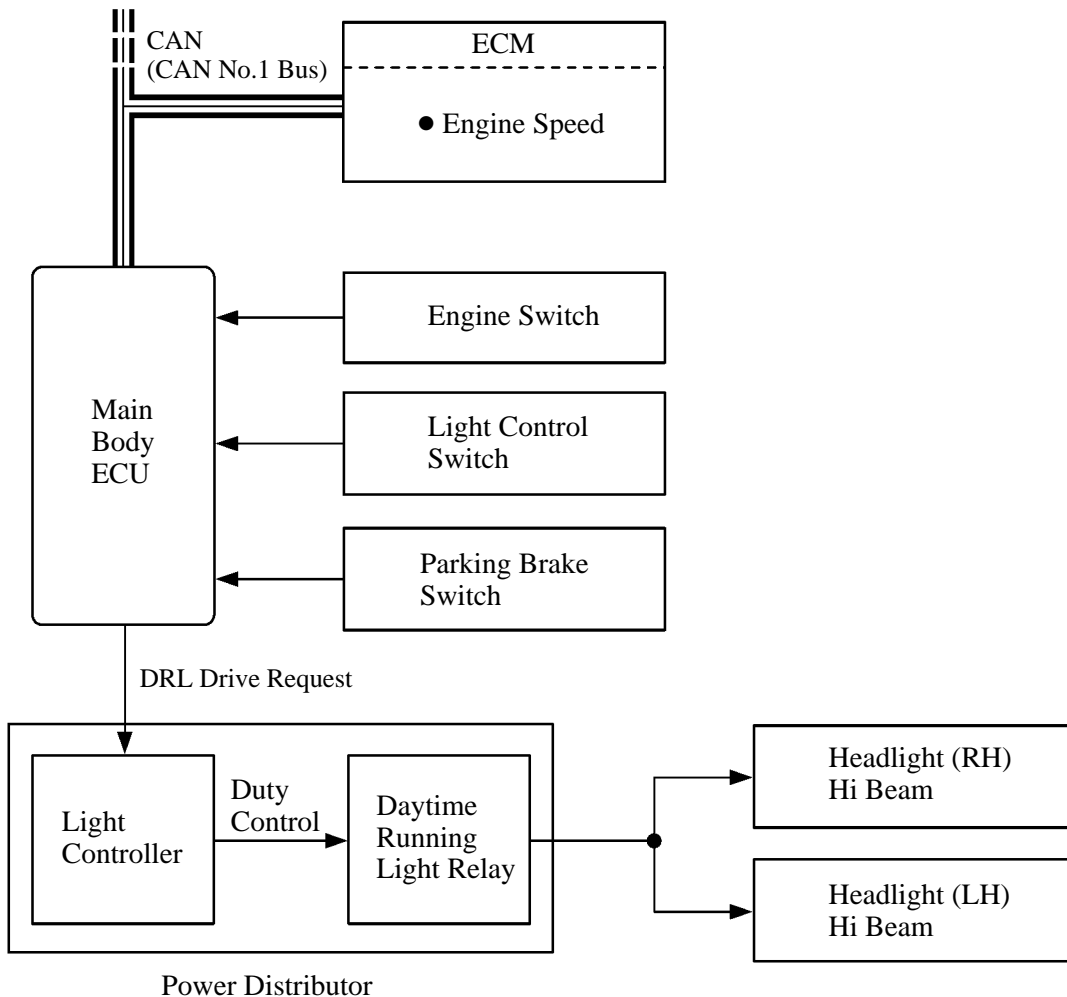 CAN
(CAN No.1 Bus)
ECM
● Engine Speed
Engine Switch
Main
Body
ECU
Light Control
Switch
Parking Brake
Switch
DRL Drive Request
Light
Controller
Duty
Control
Daytime
Running
Light Relay
Headlight (RH)
Hi Beam
Headlight (LH)
Hi Beam
Power Distributor